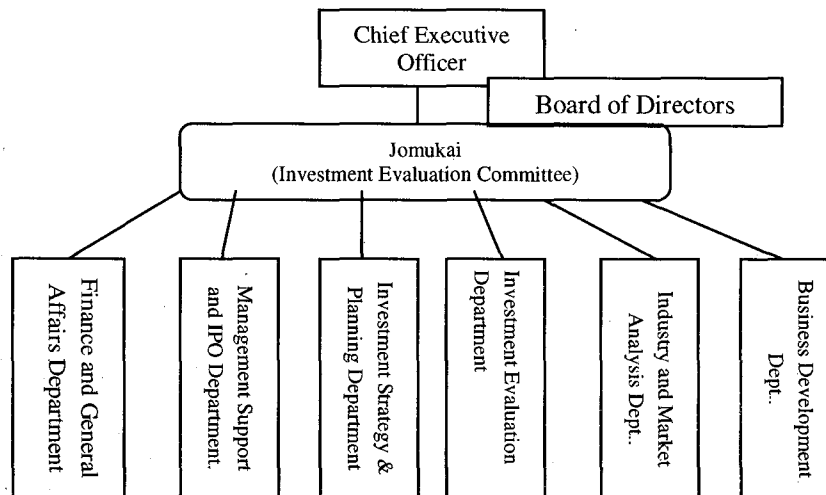 Chief Executive
Officer
Board of Directors
Jomukai
(Investment Evaluation Committee)
Finance and General
Affairs Department
Management Support
and IPO Department.
Investment Strategy &
Planning Department
Investment Evaluation
Department
Industry and Market
Analysis Dept..
Business Development
Dept..